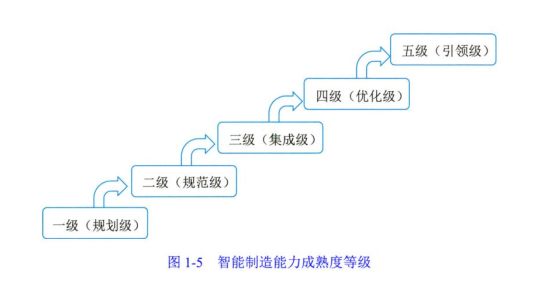 五级（引领级）
四级（优化级）
三级（集成级）
二级（规范级）
一级（规划级）
图 1-5 智能制造能力成熟度等级